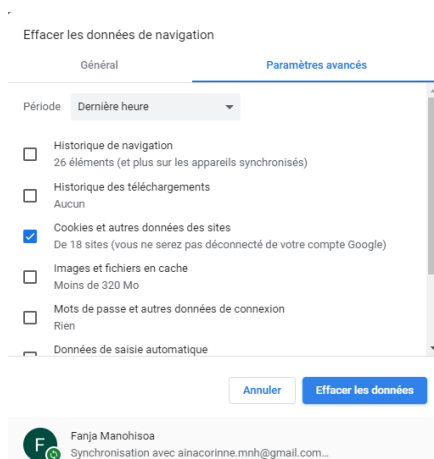 Effacer les données de navigation
Général
Paramètres avancés
Période
Dernière heure
Historique de navigation
26 éléments (et plus sur les appareils synchronisés)
Historique des téléchargements
Aucun
Cookies et autres données des sites
De 18 sites (vous ne serez pas déconnecté de votre compte Google)
Images et fichiers en cache
Moins de 320 Mo
Mots de passe et autres données de connexion
Rien
Données de saisie automatique
Annuler
Effacer les données
F
Fanja Manohisoa
Synchronisation avec ainacorinne.mnh@gmail.com...